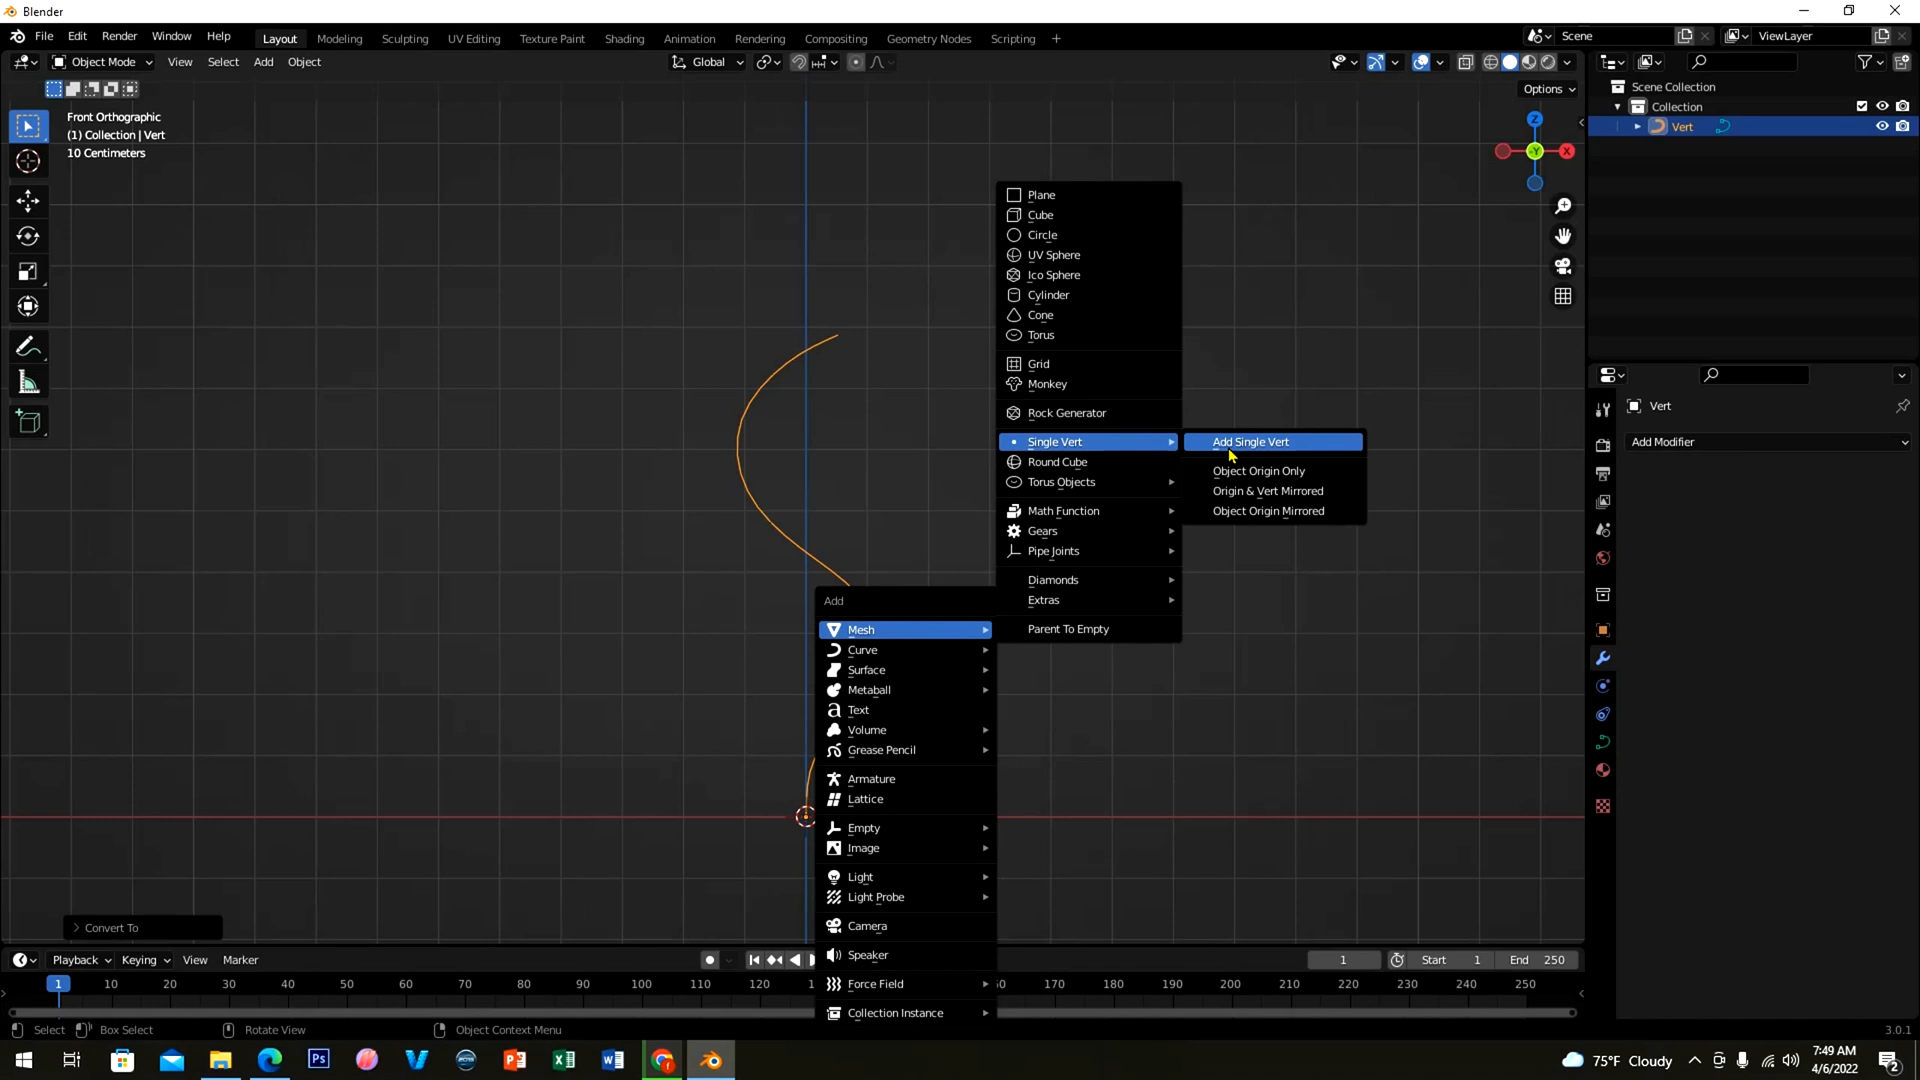 Blender
File Edit Render Window Help
Layout Modeling Sculpting UV Editing Texture Paint Shading Animation Rendering Compositing Geometry Nodes Scripting +
Scene
ViewLayer
Object Mode View Select Add Object
Global
Options
Front Orthographic
(1) Collection | Vert
10 Centimeters
Z
X
-Y
Scene Collection
Collection
Vert
Vert
Add Modifier
Plane
Cube
Circle
UV Sphere
Ico Sphere
Cylinder
Cone
Torus
Grid
Monkey
Rock Generator
Single Vert
Round Cube
Torus Objects
Math Function
Gears
Pipe Joints
Diamonds
Extras
Parent To Empty
Add Single Vert
Object Origin Only
Origin & Vert Mirrored
Object Origin Mirrored
Add
Mesh
Curve
Surface
Metaball
Text
Volume
Grease Pencil
Armature
Lattice
Empty
Image
Light
Light Probe
Camera
Speaker
Force Field
Collection Instance
> Convert To
Playback Keying View Marker
1 Start 1 End 250
1 10 20 30 40 50 60 70 80 90 100 110 120 170 180 190 200 210 220 230 240 250
Select Box Select Rotate View Object Context Menu
3.0.1
75°F Cloudy
7:49 AM
4/6/2022
2